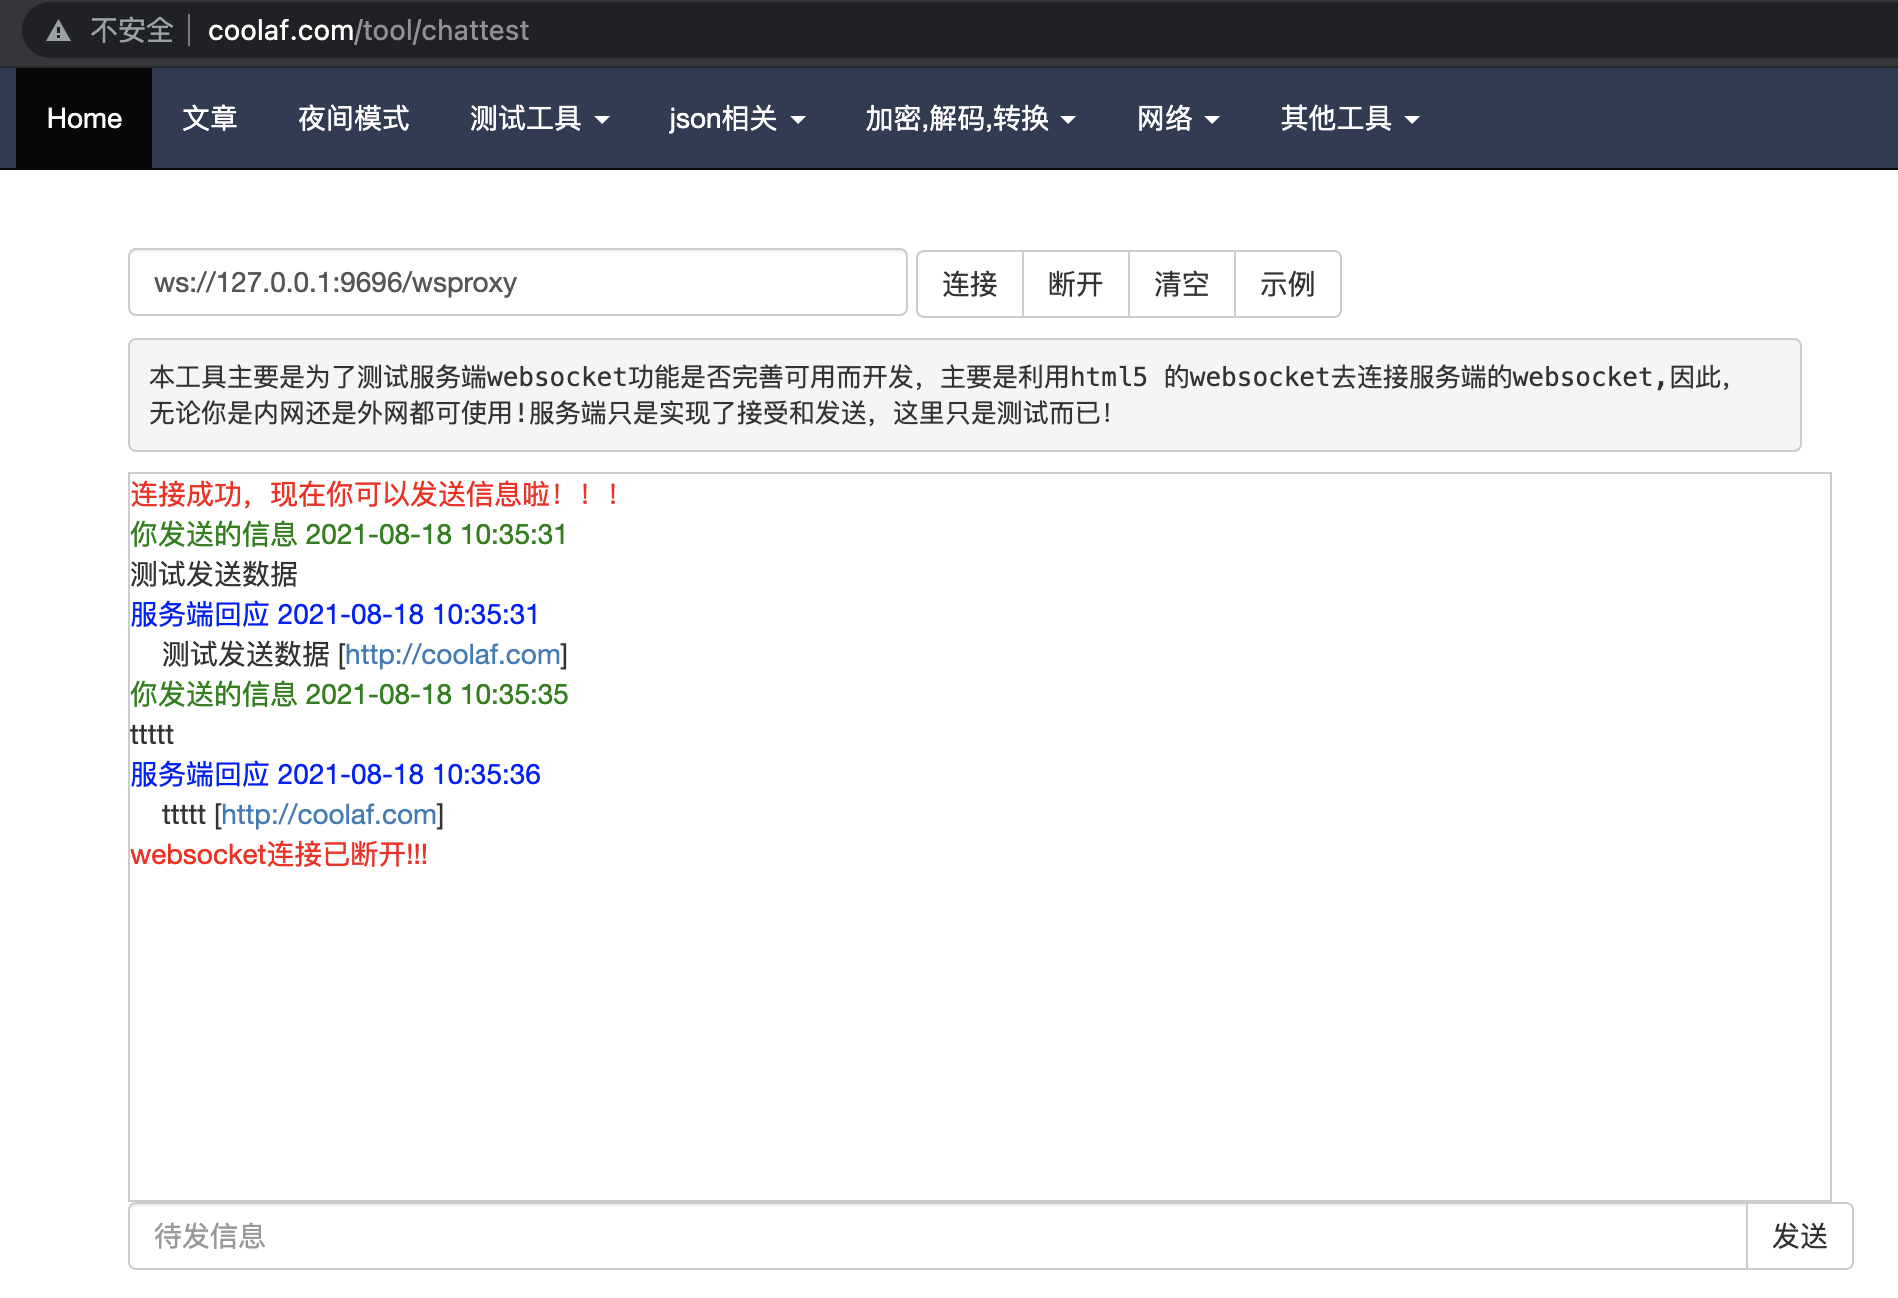 不安全 coolaf.com/tool/chattest
Home 文章 夜间模式 测试工具 json相关 加密,解码,转换 网络 其他工具
ws://127.0.0.1:9696/wsproxy 连接 断开 清空 示例
本工具主要是为了测试服务端websocket功能是否完善可用而开发，主要是利用html5 的websocket去连接服务端的websocket,因此，
无论你是内网还是外网都可使用!服务端只是实现了接受和发送，这里只是测试而已!
连接成功，现在你可以发送信息啦！！！
你发送的信息 2021-08-18 10:35:31
测试发送数据
服务端回应 2021-08-18 10:35:31
测试发送数据 [http://coolaf.com]
你发送的信息 2021-08-18 10:35:35
ttttt
服务端回应 2021-08-18 10:35:36
ttttt [http://coolaf.com]
websocket连接已断开!!!
待发信息 发送